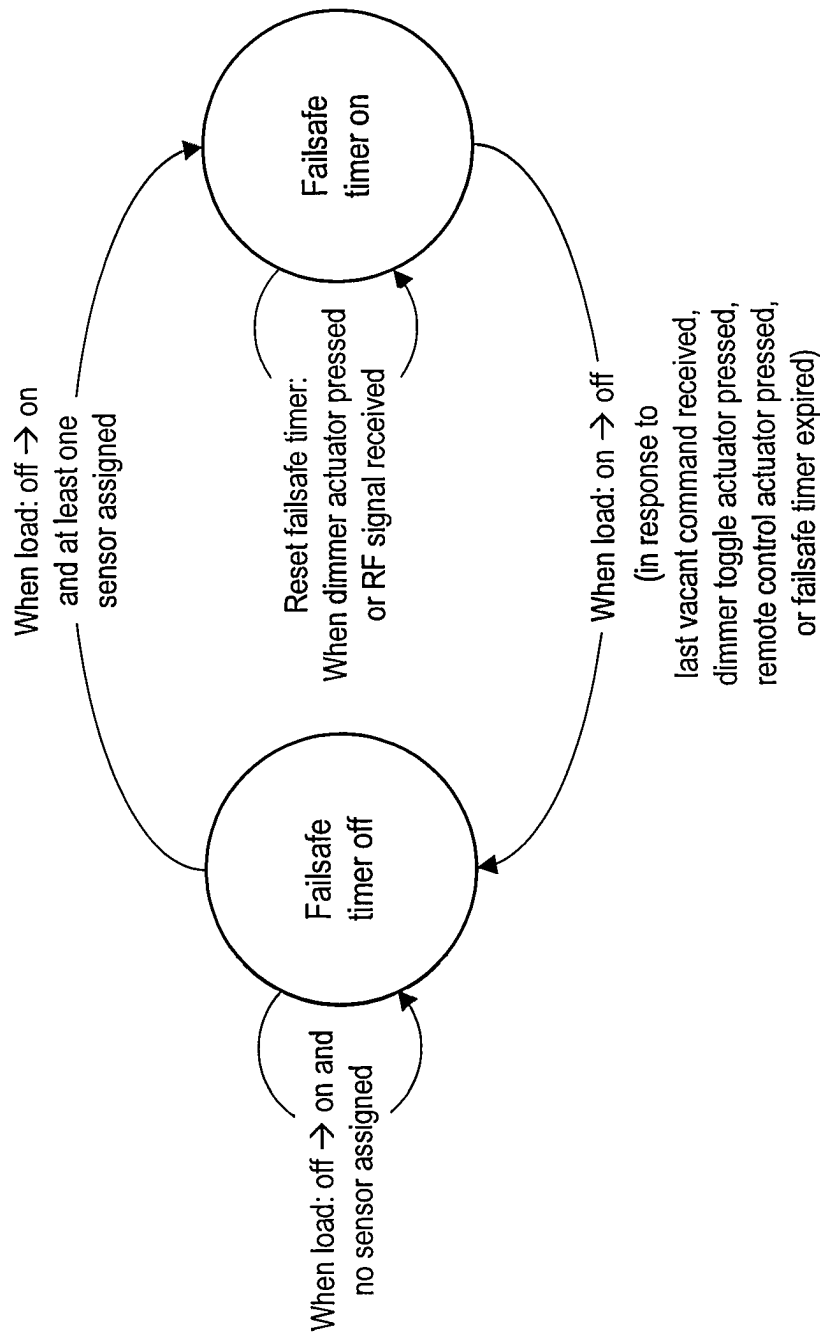 When load: off → on
and at least one
sensor assigned
When load: off → on and
no sensor assigned
Failsafe
timer off
Reset failsafe timer:
When dimmer actuator pressed
or RF signal received
Failsafe
timer on
When load: on → off
(in response to
last vacant command received,
dimmer toggle actuator pressed,
remote control actuator pressed,
or failsafe timer expired)